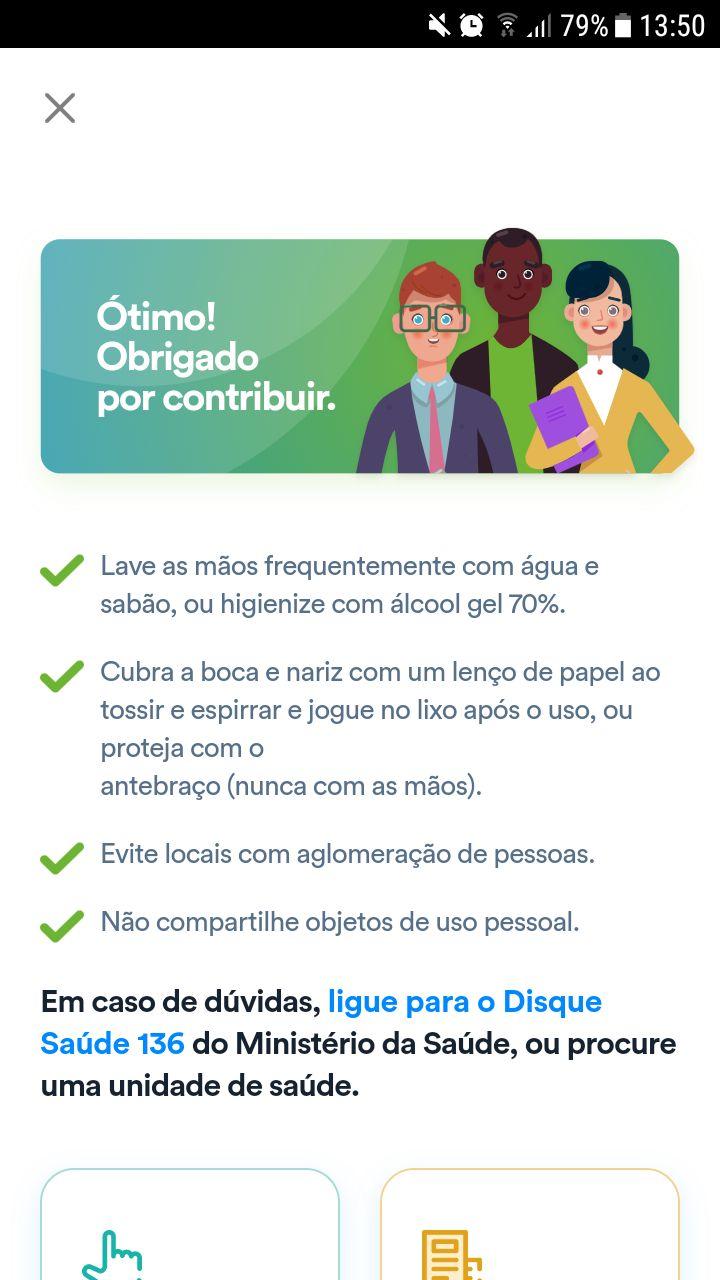 79% 13:50
Ótimo!
Obrigado
por contribuir.
Lave as mãos frequentemente com água e
sabão, ou higienize com álcool gel 70%.
Cubra a boca e nariz com um lenço de papel ao
tossir e espirrar e jogue no lixo após o uso, ou
proteja com o
antebraço (nunca com as mãos).
Evite locais com aglomeração de pessoas.
Não compartilhe objetos de uso pessoal.
Em caso de dúvidas, ligue para o Disque
Saúde 136 do Ministério da Saúde, ou procure
uma unidade de saúde.